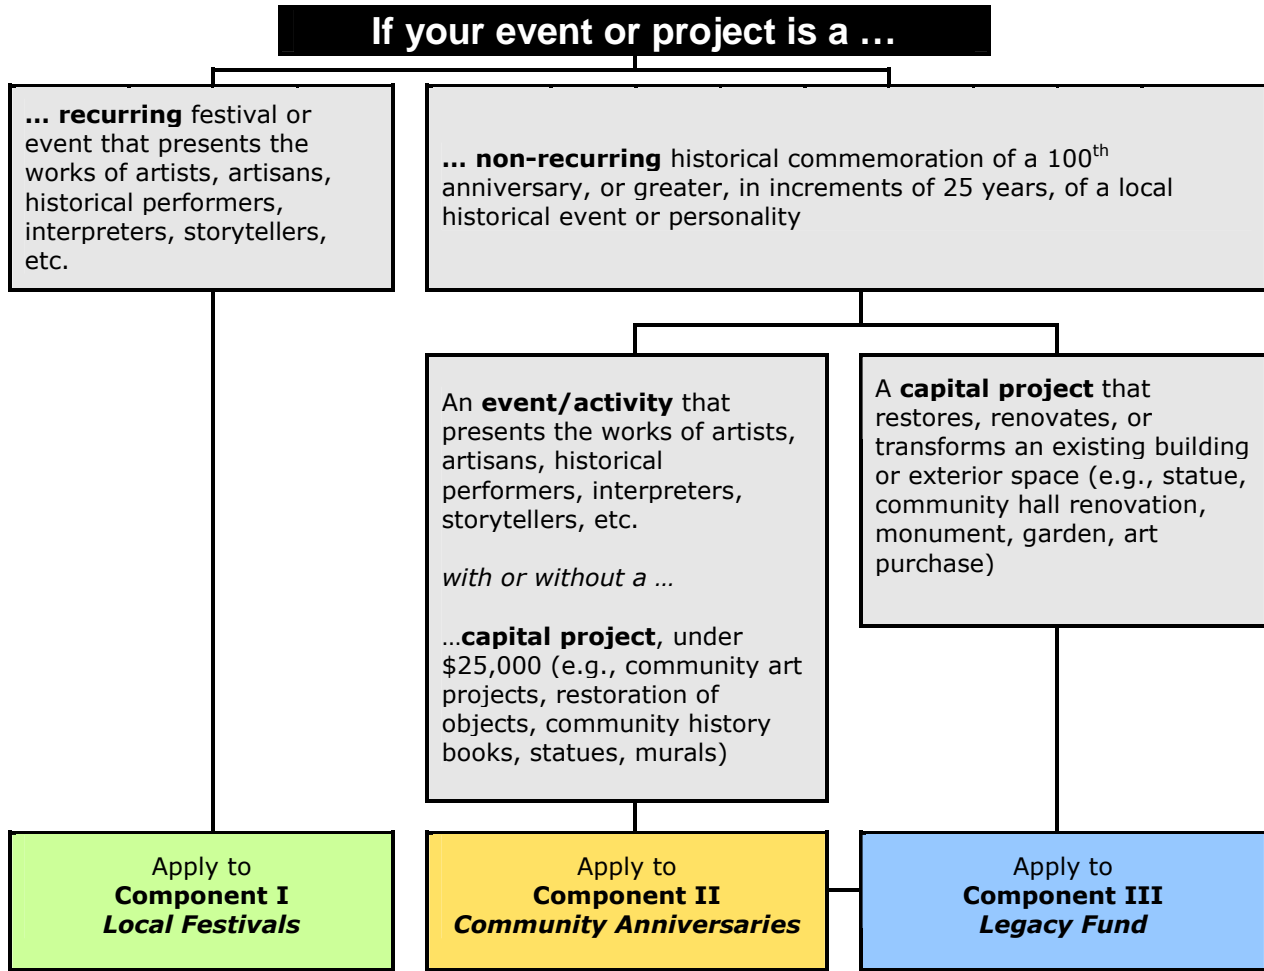 If your event or project is a …
... recurring festival or
event that presents the
works of artists, artisans,
historical performers,
interpreters, storytellers,
etc.
... non-recurring historical commemoration of a 100th
anniversary, or greater, in increments of 25 years, of a local
historical event or personality
An event/activity that
presents the works of artists,
artisans, historical
performers, interpreters,
storytellers, etc.
with or without a …
…capital project, under
$25,000 (e.g., community art
projects, restoration of
objects, community history
books, statues, murals)
A capital project that
restores, renovates, or
transforms an existing building
or exterior space (e.g., statue,
community hall renovation,
monument, garden, art
purchase)
Apply to
Component I
Local Festivals
Apply to
Component II
Community Anniversaries
Apply to
Component III
Legacy Fund